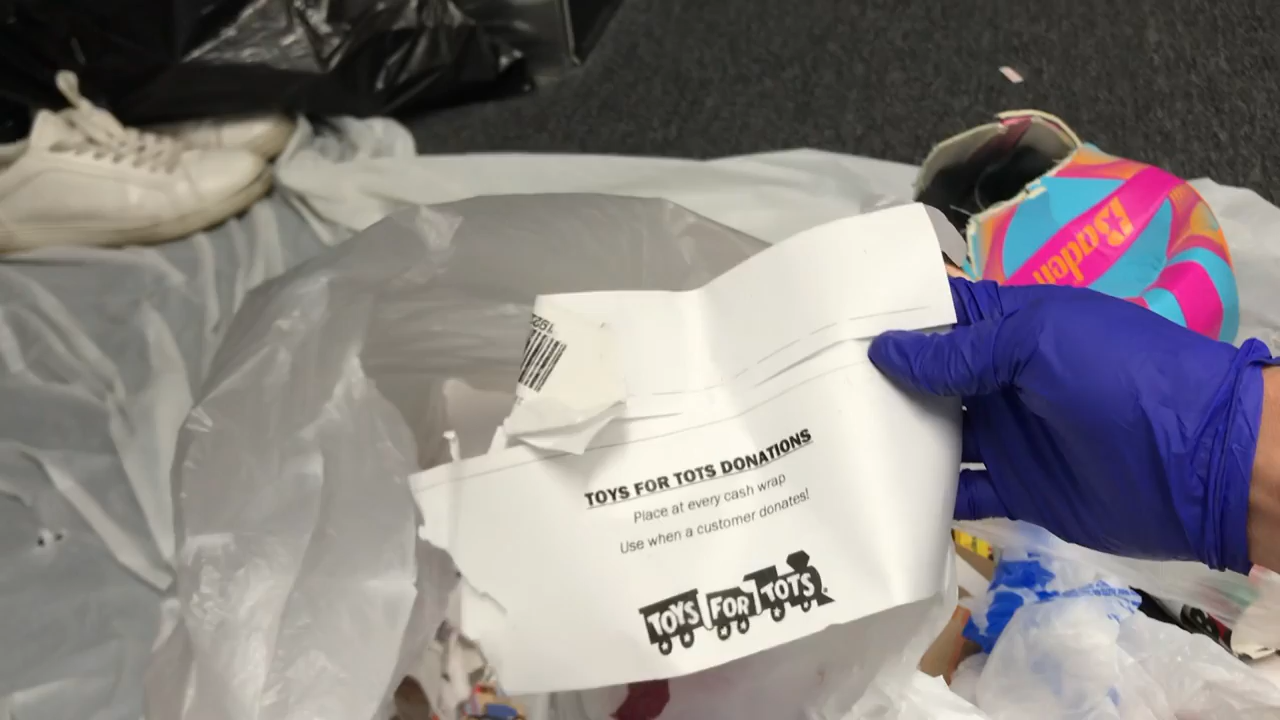 TOYS FOR TOTS DONATIONS
Place at every cash wrap
Use when a customer donates!
TOYS FOR TOTS
Baden